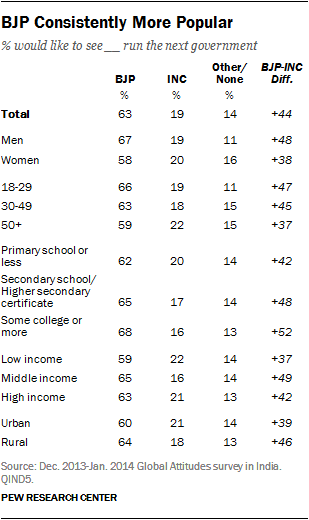 BJP Consistently More Popular
% would like to see __ run the next government
BJP INC Other/ None BJP-INC Diff.
% % %
Total 63 19 14 +44
Men 67 19 11 +48
Women 58 20 16 +38
18-29 66 19 11 +47
30-49 63 18 15 +45
50+ 59 22 15 +37
Primary school or less 62 20 14 +42
Secondary school/ Higher secondary certificate 65 17 14 +48
Some college or more 68 16 13 +52
Low income 59 22 14 +37
Middle income 65 16 14 +49
High income 63 21 13 +42
Urban 60 21 14 +39
Rural 64 18 13 +46
Source: Dec. 2013-Jan. 2014 Global Attitudes survey in India.
QIND5.
PEW RESEARCH CENTER